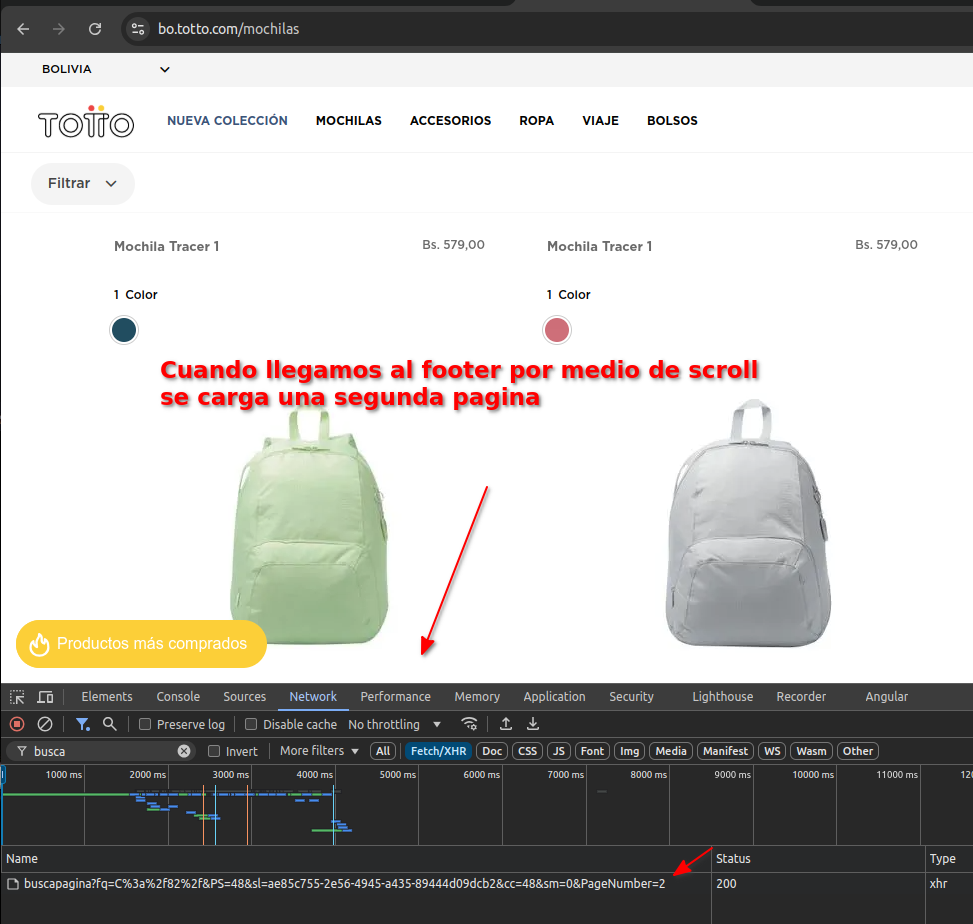 bo.totto.com/mochilas
BOLIVIA
TOTTO NUEVA COLECCIÓN MOCHILAS ACCESORIOS ROPA VIAJE BOLSOS
Filtrar
Mochila Tracer 1 Bs. 579,00 Mochila Tracer 1 Bs. 579,00
1 Color 1 Color
Cuando llegamos al footer por medio de scroll
se carga una segunda pagina
Productos más comprados
Elements Console Sources Network Performance Memory Application Security Lighthouse Recorder Angular
Preserve log Disable cache No throttling
busca Invert More filters All Fetch/XHR Doc CSS JS Font Img Media Manifest WS Wasm Other
1000 ms 2000 ms 3000 ms 4000 ms 5000 ms 6000 ms 7000 ms 8000 ms 9000 ms 10000 ms 11000 ms 120
Name Status Type
buscapagina?fq=C%3a%2f82%2f&PS=48&sl=ae85c755-2e56-4945-a435-89444d09dcb2&cc=48&sm=0&PageNumber=2 200 xhr